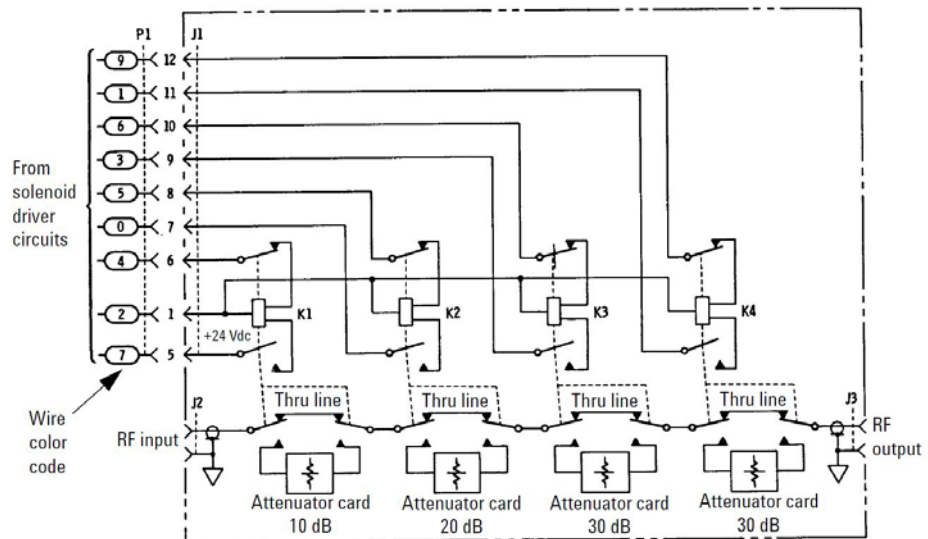 P1 J1
9 12
1 11
6 10
3 9
5 8
0 7
4 6
2 1
7 5
From
solenoid
driver
circuits
+24 Vdc
K1
K2
K3
K4
Wire
color
code
J2
RF input
Thru line
Thru line
Thru line
Thru line
J3
RF
output
Attenuator card
10 dB
Attenuator card
20 dB
Attenuator card
30 dB
Attenuator card
30 dB